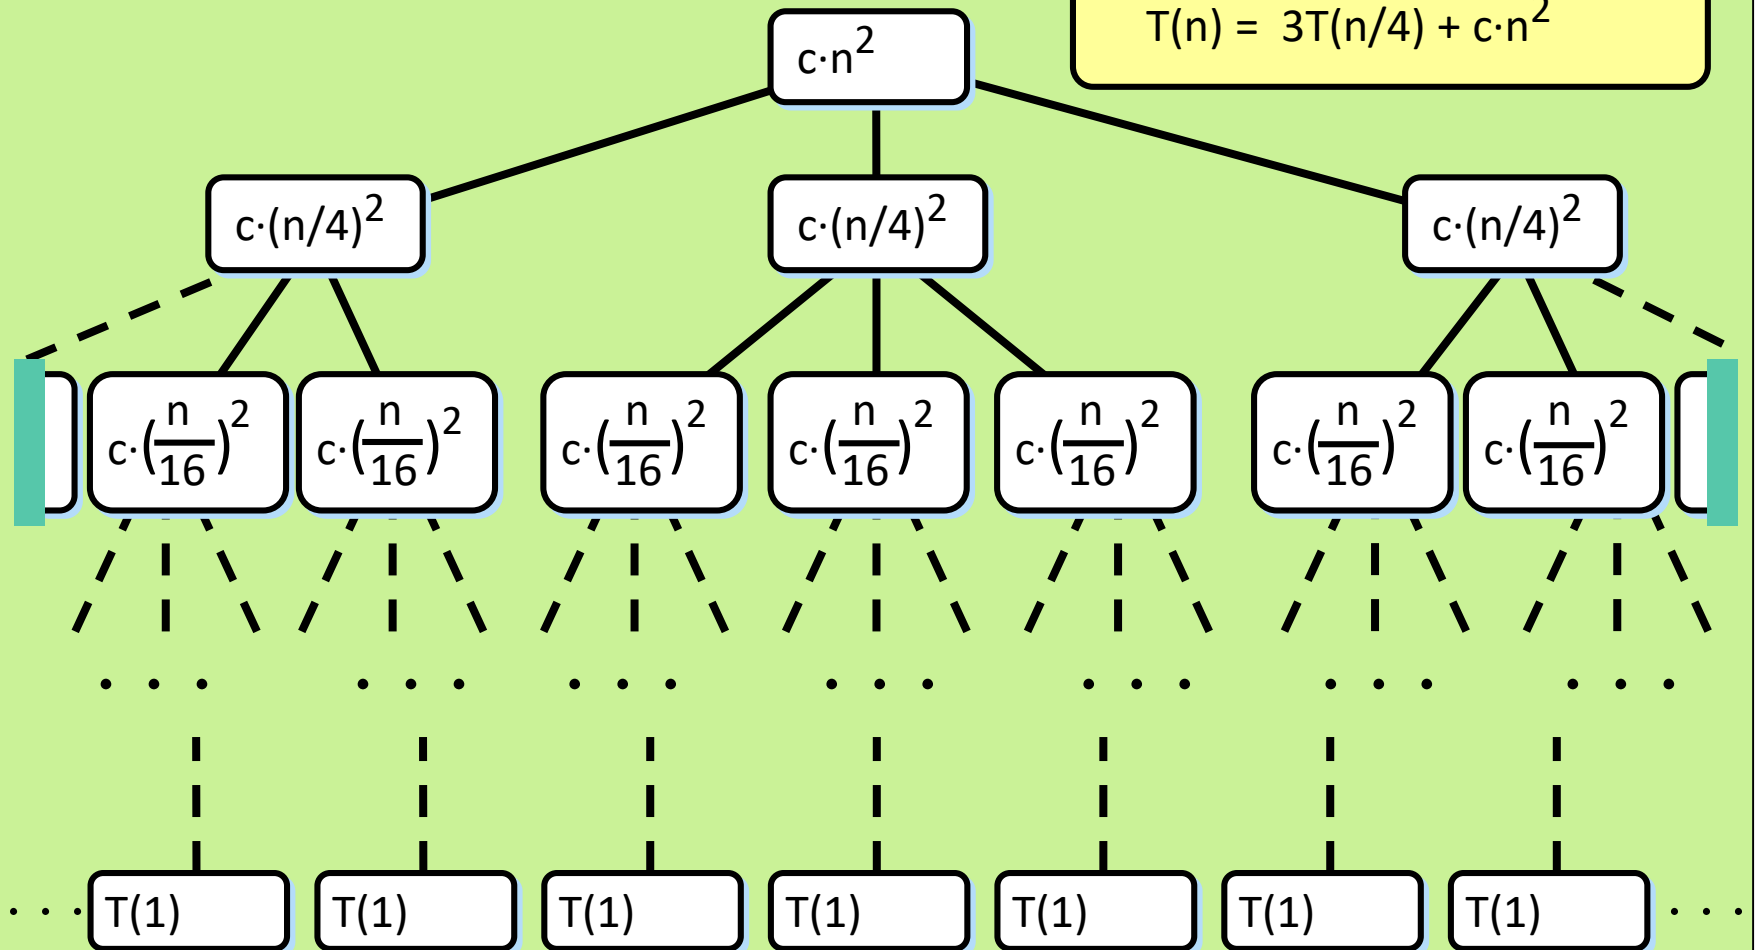 T(n) = 3T(n/4) + c·n²
c·n²
c·(n/4)² c·(n/4)² c·(n/4)²
c·(n/16)² c·(n/16)² c·(n/16)² c·(n/16)² c·(n/16)² c·(n/16)² c·(n/16)²
. . . . . . . . . . . . . . . . . . . . .
. . . T(1) T(1) T(1) T(1) T(1) T(1) T(1) . . .